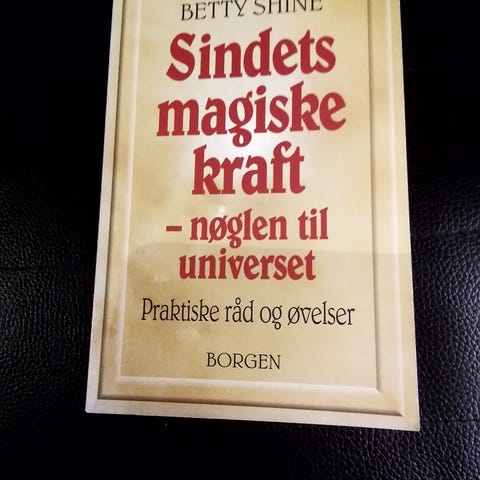 BETTY SHINE
Sindets
magiske
kraft
– nøglen til
universet
Praktiske råd og øvelser
BORGEN